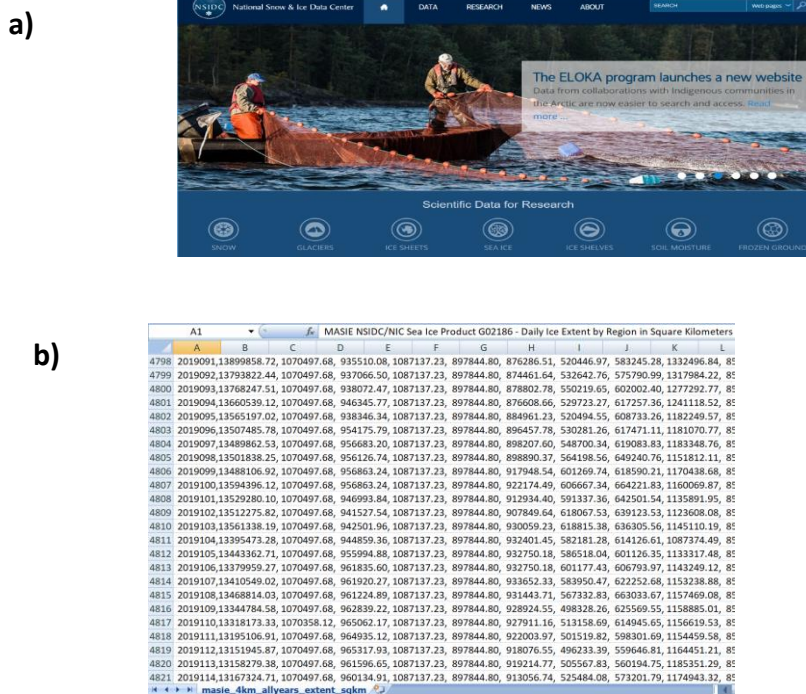 a)
NSIDC National Snow & Ice Data Center DATA RESEARCH NEWS ABOUT SEARCH Web pages
The ELOKA program launches a new website
Data from collaborations with Indigenous communities in
the Arctic are now easier to search and access. Read
more ...
Scientific Data for Research
SNOW GLACIERS ICE SHEETS SEA ICE ICE SHELVES SOIL MOISTURE FROZEN GROUND
b)
A1 fx MASIE NSIDC/NIC Sea Ice Product G02186 - Daily Ice Extent by Region in Square Kilometers
A B C D E F G H I J K L
4798 2019091,13899858.72, 1070497.68, 935510.08, 1087137.23, 897844.80, 876286.51, 520446.97, 583245.28, 1332496.84, 85
4799 2019092,13793822.44, 1070497.68, 937066.50, 1087137.23, 897844.80, 874461.64, 532642.76, 575790.99, 1317984.22, 85
4800 2019093,13768247.51, 1070497.68, 938072.47, 1087137.23, 897844.80, 878802.78, 550219.65, 602002.40, 1277292.77, 85
4801 2019094,13660539.12, 1070497.68, 946345.77, 1087137.23, 897844.80, 876608.66, 529723.27, 617257.36, 1241118.52, 85
4802 2019095,13565197.02, 1070497.68, 938346.34, 1087137.23, 897844.80, 884961.23, 520494.55, 608733.26, 1182249.57, 85
4803 2019096,13507485.78, 1070497.68, 954175.79, 1087137.23, 897844.80, 896457.78, 530281.26, 617471.11, 1181070.77, 85
4804 2019097,13489862.53, 1070497.68, 956683.20, 1087137.23, 897844.80, 898207.60, 548700.34, 619083.83, 1183348.76, 85
4805 2019098,13501838.25, 1070497.68, 956126.74, 1087137.23, 897844.80, 898890.37, 564198.56, 649240.76, 1151812.11, 85
4806 2019099,13488106.92, 1070497.68, 956863.24, 1087137.23, 897844.80, 917948.54, 601269.74, 618590.21, 1170438.68, 85
4807 2019100,13594396.12, 1070497.68, 956863.24, 1087137.23, 897844.80, 922174.49, 606667.34, 664221.83, 1160069.87, 85
4808 2019101,13529280.10, 1070497.68, 946993.84, 1087137.23, 897844.80, 912934.40, 591337.36, 642501.54, 1135891.95, 85
4809 2019102,13512275.82, 1070497.68, 941527.54, 1087137.23, 897844.80, 907849.64, 618067.53, 639123.53, 1123608.08, 85
4810 2019103,13561338.19, 1070497.68, 942501.96, 1087137.23, 897844.80, 930059.23, 618815.38, 636305.56, 1145110.19, 85
4811 2019104,13395473.28, 1070497.68, 944859.36, 1087137.23, 897844.80, 932401.45, 582181.28, 614126.61, 1087374.49, 85
4812 2019105,13443362.71, 1070497.68, 955994.88, 1087137.23, 897844.80, 932750.18, 586518.04, 601126.35, 1133317.48, 85
4813 2019106,13379959.27, 1070497.68, 961835.60, 1087137.23, 897844.80, 932750.18, 601177.43, 606793.97, 1143249.12, 85
4814 2019107,13410549.02, 1070497.68, 961920.27, 1087137.23, 897844.80, 933652.33, 583950.47, 622252.68, 1153238.88, 85
4815 2019108,13468814.03, 1070497.68, 961224.89, 1087137.23, 897844.80, 931443.71, 567332.83, 663033.67, 1157469.08, 85
4816 2019109,13344784.58, 1070497.68, 962839.22, 1087137.23, 897844.80, 928924.55, 498328.26, 625569.55, 1158885.01, 85
4817 2019110,13318173.33, 1070358.12, 965062.17, 1087137.23, 897844.80, 927911.16, 513158.69, 614945.65, 1156619.53, 85
4818 2019111,13195106.91, 1070497.68, 964935.12, 1087137.23, 897844.80, 922003.97, 501519.82, 598301.69, 1154459.58, 85
4819 2019112,13151945.87, 1070497.68, 965317.93, 1087137.23, 897844.80, 918076.55, 496233.39, 559646.81, 1164451.21, 85
4820 2019113,13158279.38, 1070497.68, 961596.65, 1087137.23, 897844.80, 919214.77, 505567.83, 560194.75, 1185351.29, 85
4821 2019114,13167324.71, 1070497.68, 960134.91, 1087137.23, 897844.80, 913056.74, 525484.08, 573201.79, 1174943.32, 85
masie_4km_allyears_extent_sqkm